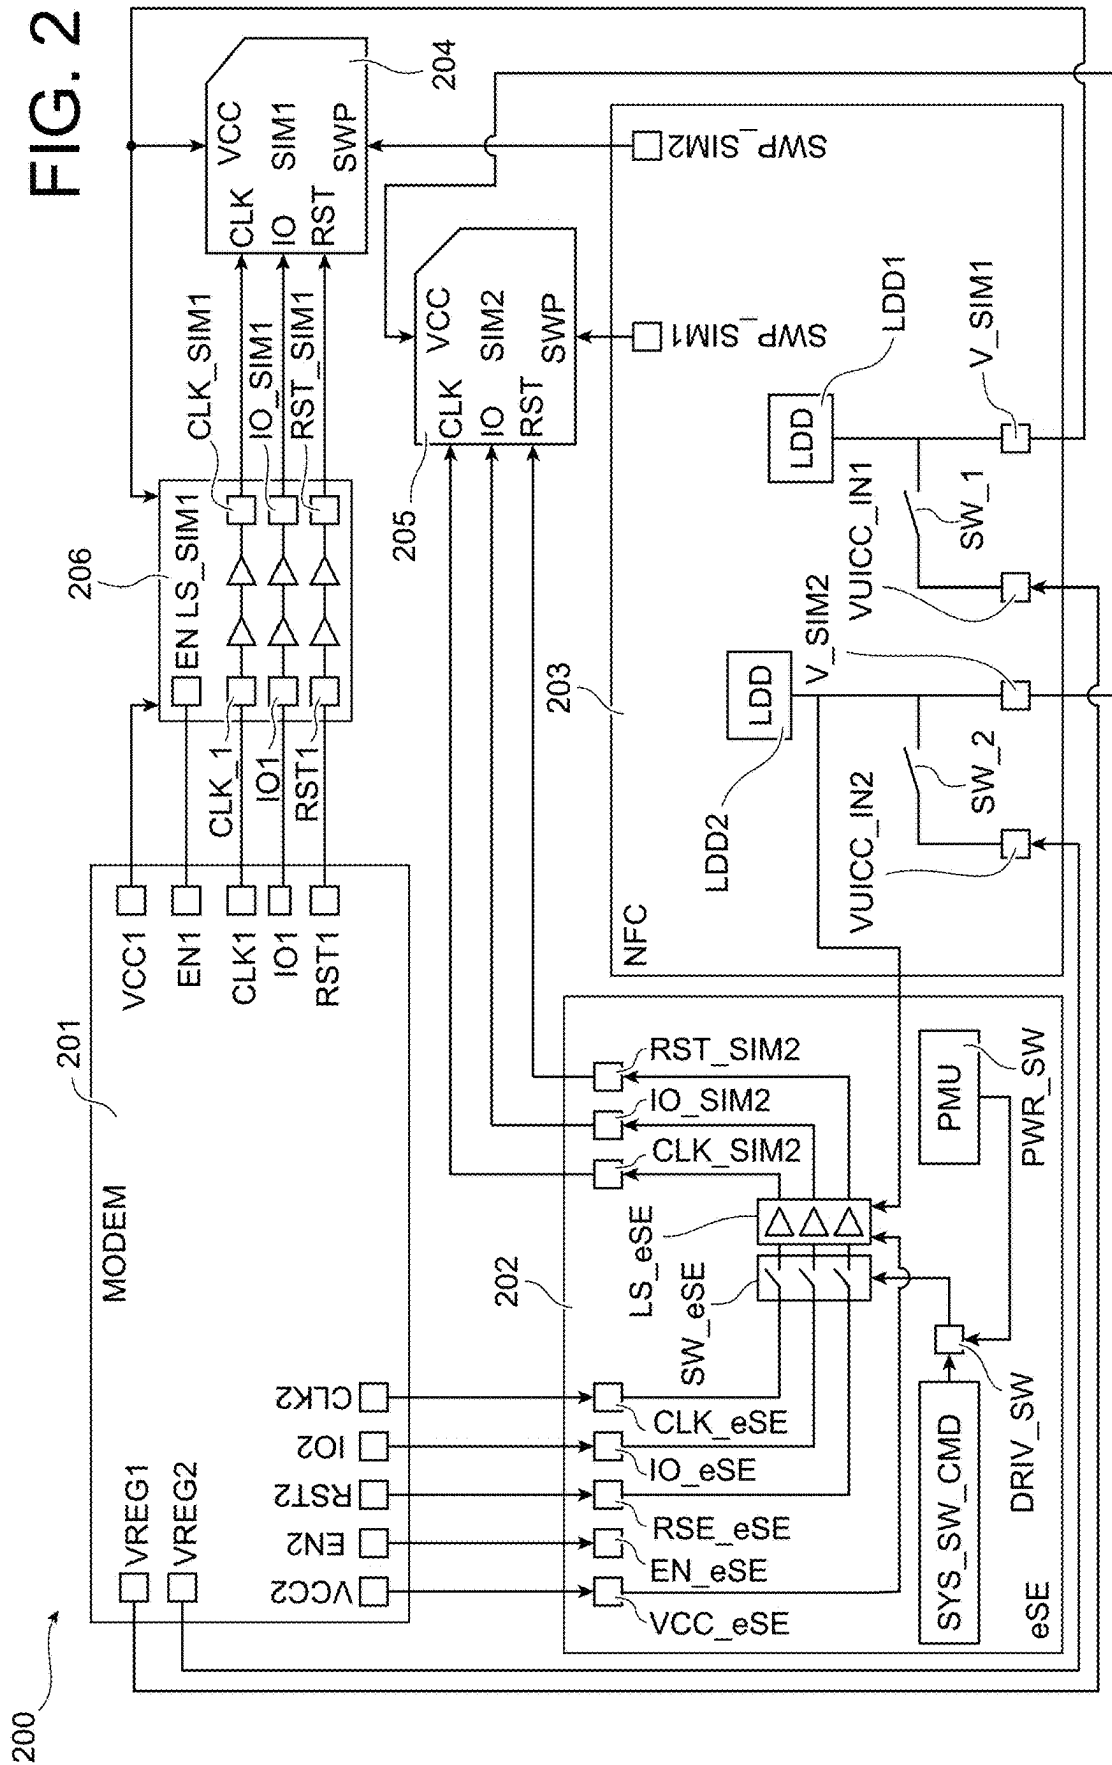 FIG. 2
200
201
MODEM
VREG1
VREG2
VCC1
EN1
CLK1
IO1
RST1
VCC2
EN2
RST2
IO2
CLK2
206
EN LS_SIM1
CLK_1
IO1
RST1
CLK_SIM1
IO_SIM1
RST_SIM1
204
VCC
CLK
SIM1
IO
RST
SWP
205
VCC
CLK
SIM2
IO
RST
SWP
202
LS_eSE
SW_eSE
CLK_SIM2
IO_SIM2
RST_SIM2
CLK_eSE
IO_eSE
RSE_eSE
EN_eSE
VCC_eSE
SYS_SW_CMD
DRIV_SW
PMU
PWR_SW
eSE
203
NFC
SWP_SIM1
SWP_SIM2
LDD
LDD2
LDD
LDD1
VUICC_IN2
SW_2
V_SIM2
VUICC_IN1
SW_1
V_SIM1